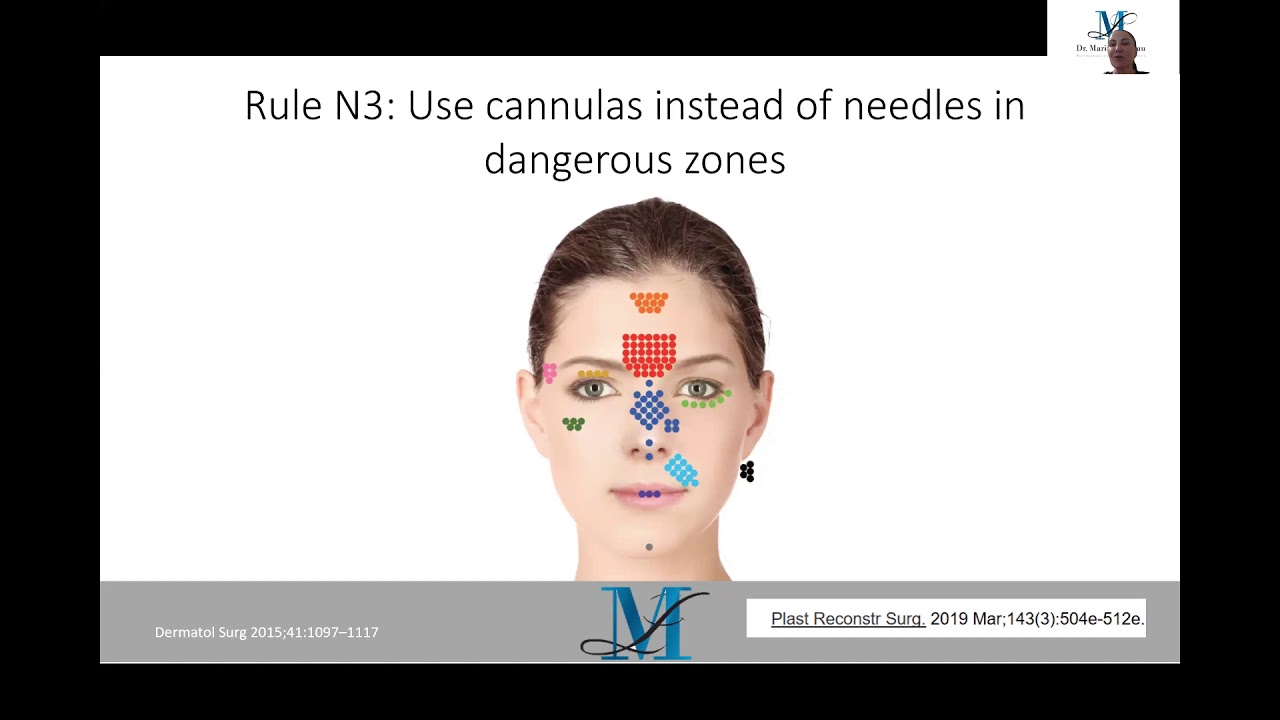 M
Dr. Mari
Rule N3: Use cannulas instead of needles in
dangerous zones
Dermatol Surg 2015;41:1097–1117
M
Plast Reconstr Surg. 2019 Mar;143(3):504e-512e.